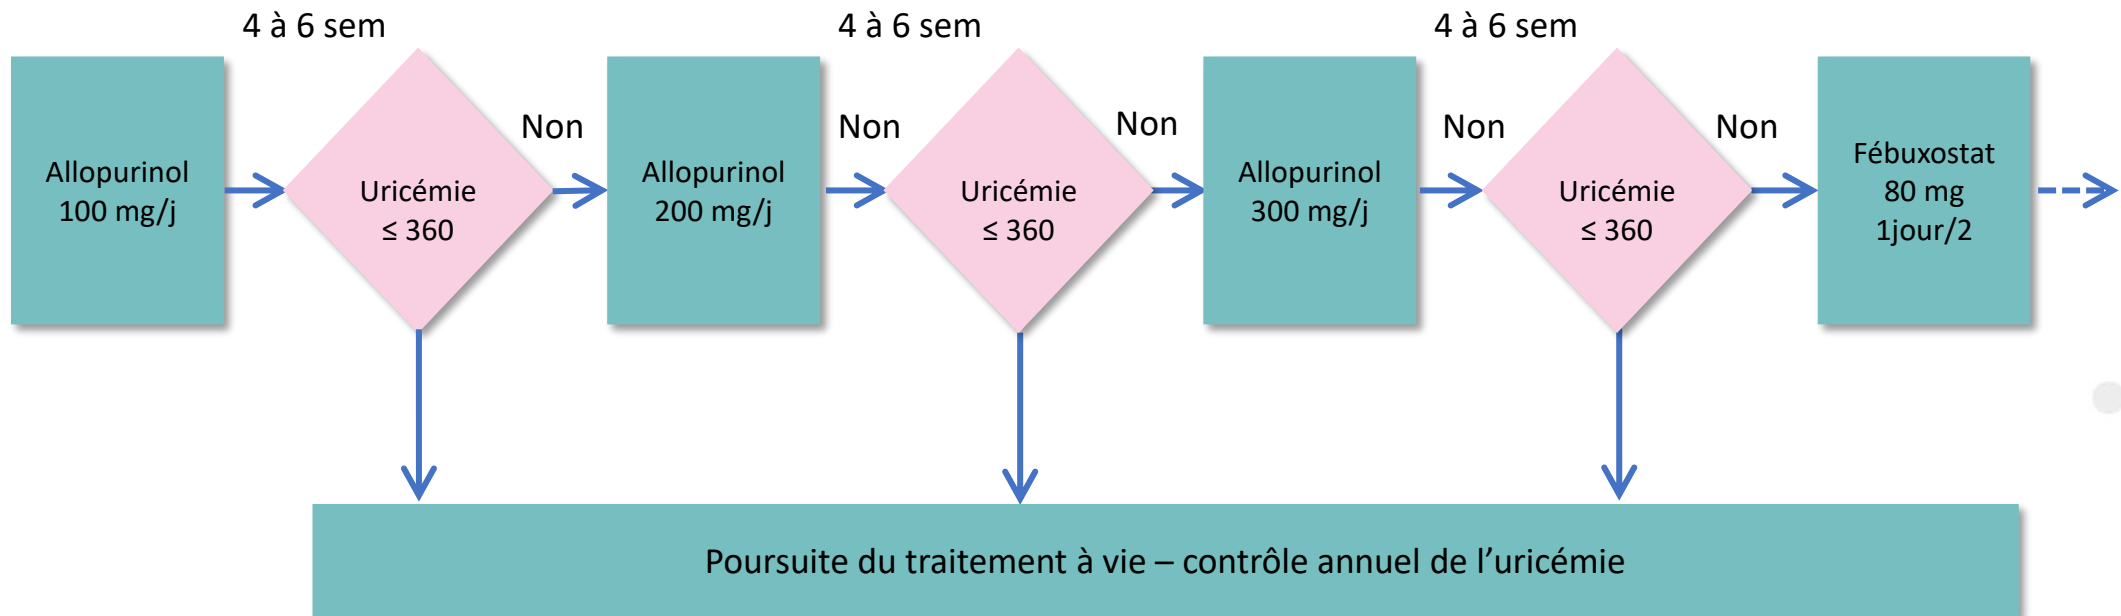 4 à 6 sem
4 à 6 sem
4 à 6 sem
Allopurinol
100 mg/j
Uricémie
≤ 360
Non
Allopurinol
200 mg/j
Non
Uricémie
≤ 360
Non
Allopurinol
300 mg/j
Non
Uricémie
≤ 360
Non
Fébuxostat
80 mg
1jour/2
Poursuite du traitement à vie – contrôle annuel de l’uricémie